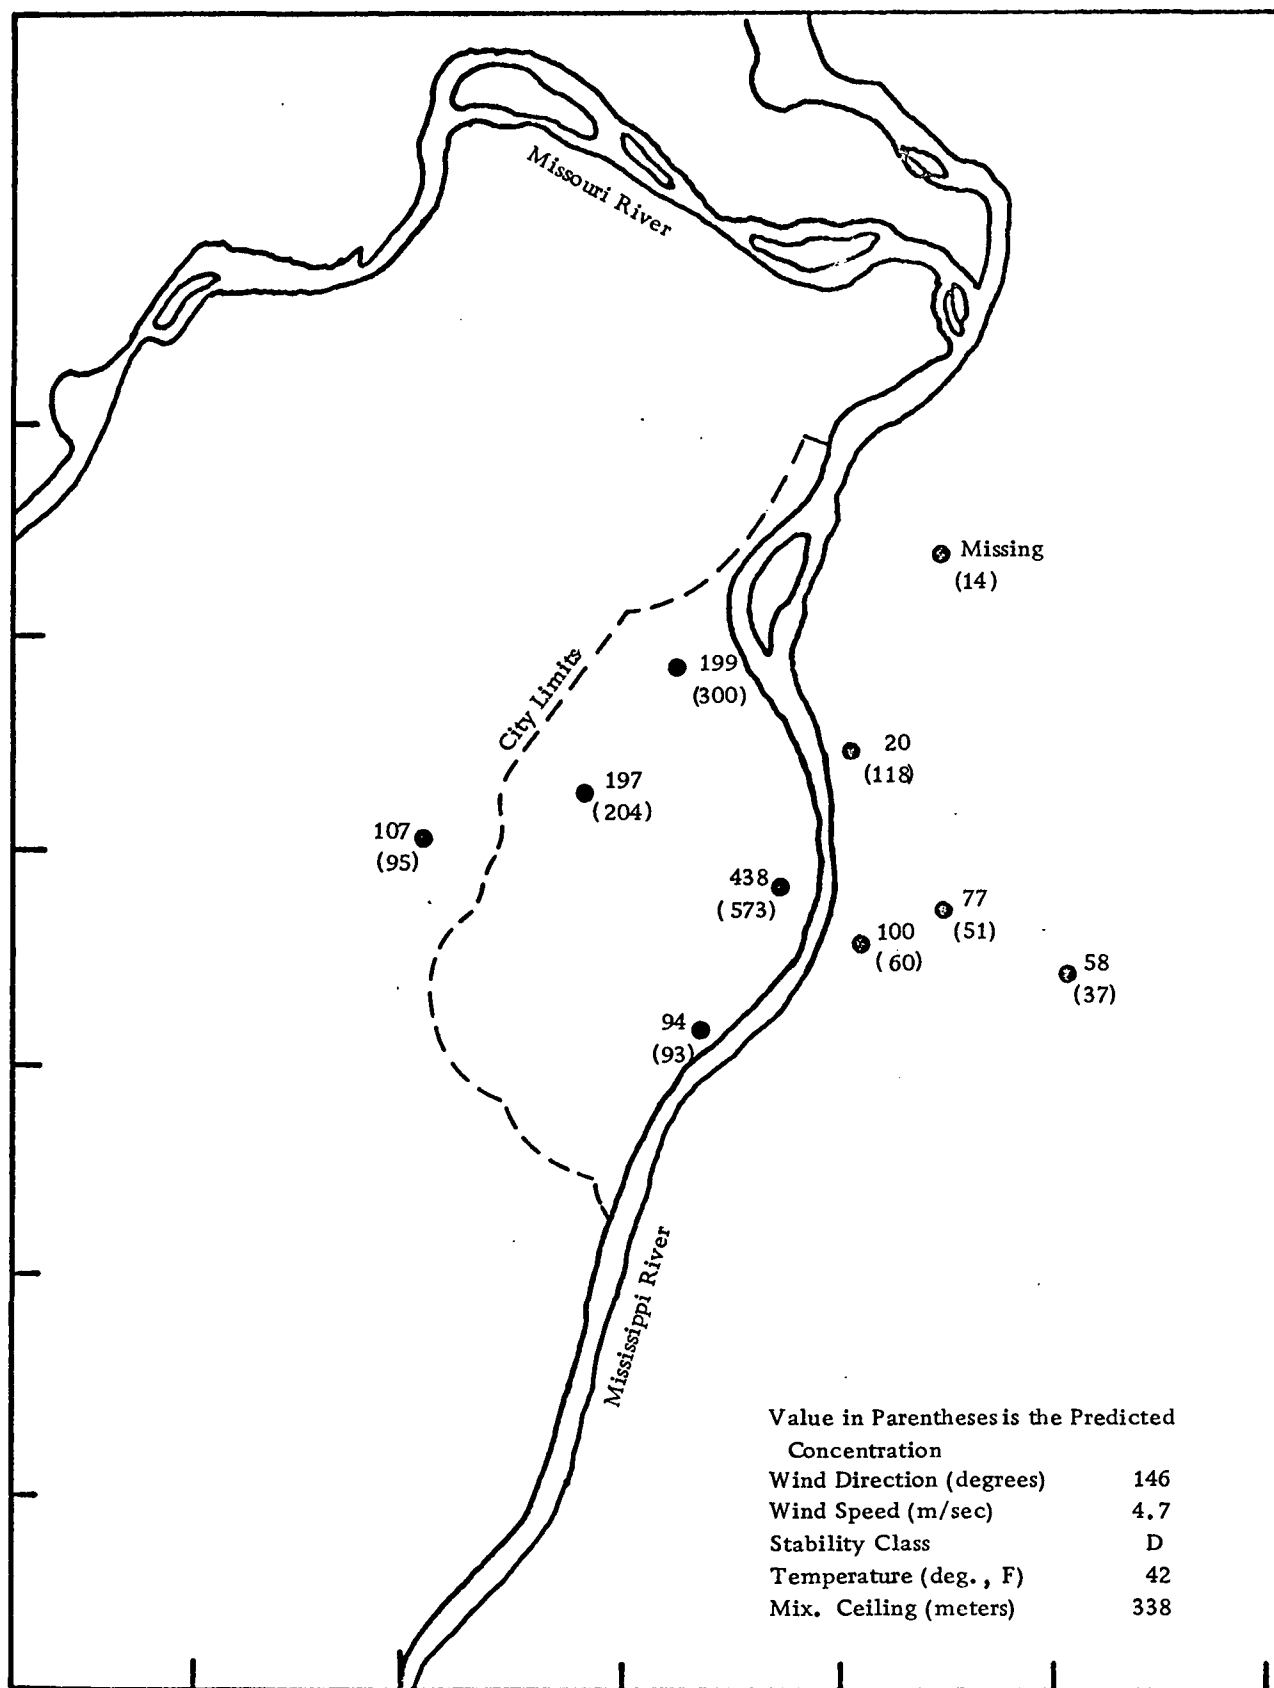 Missouri River
Missing
(14)
199
(300)
City Limits
20
(118)
197
(204)
107
(95)
438
(573)
77
(51)
100
(60)
58
(37)
94
(93)
Mississippi River
Value in Parentheses is the Predicted
Concentration
Wind Direction (degrees) 146
Wind Speed (m/sec) 4.7
Stability Class D
Temperature (deg., F) 42
Mix. Ceiling (meters) 338